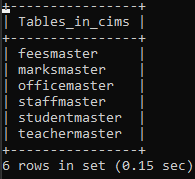 +----------------+
| Tables_in_cims |
+----------------+
| feesmaster     |
| marksmaster    |
| officemaster   |
| staffmaster    |
| studentmaster  |
| teachermaster  |
+----------------+
6 rows in set (0.15 sec)